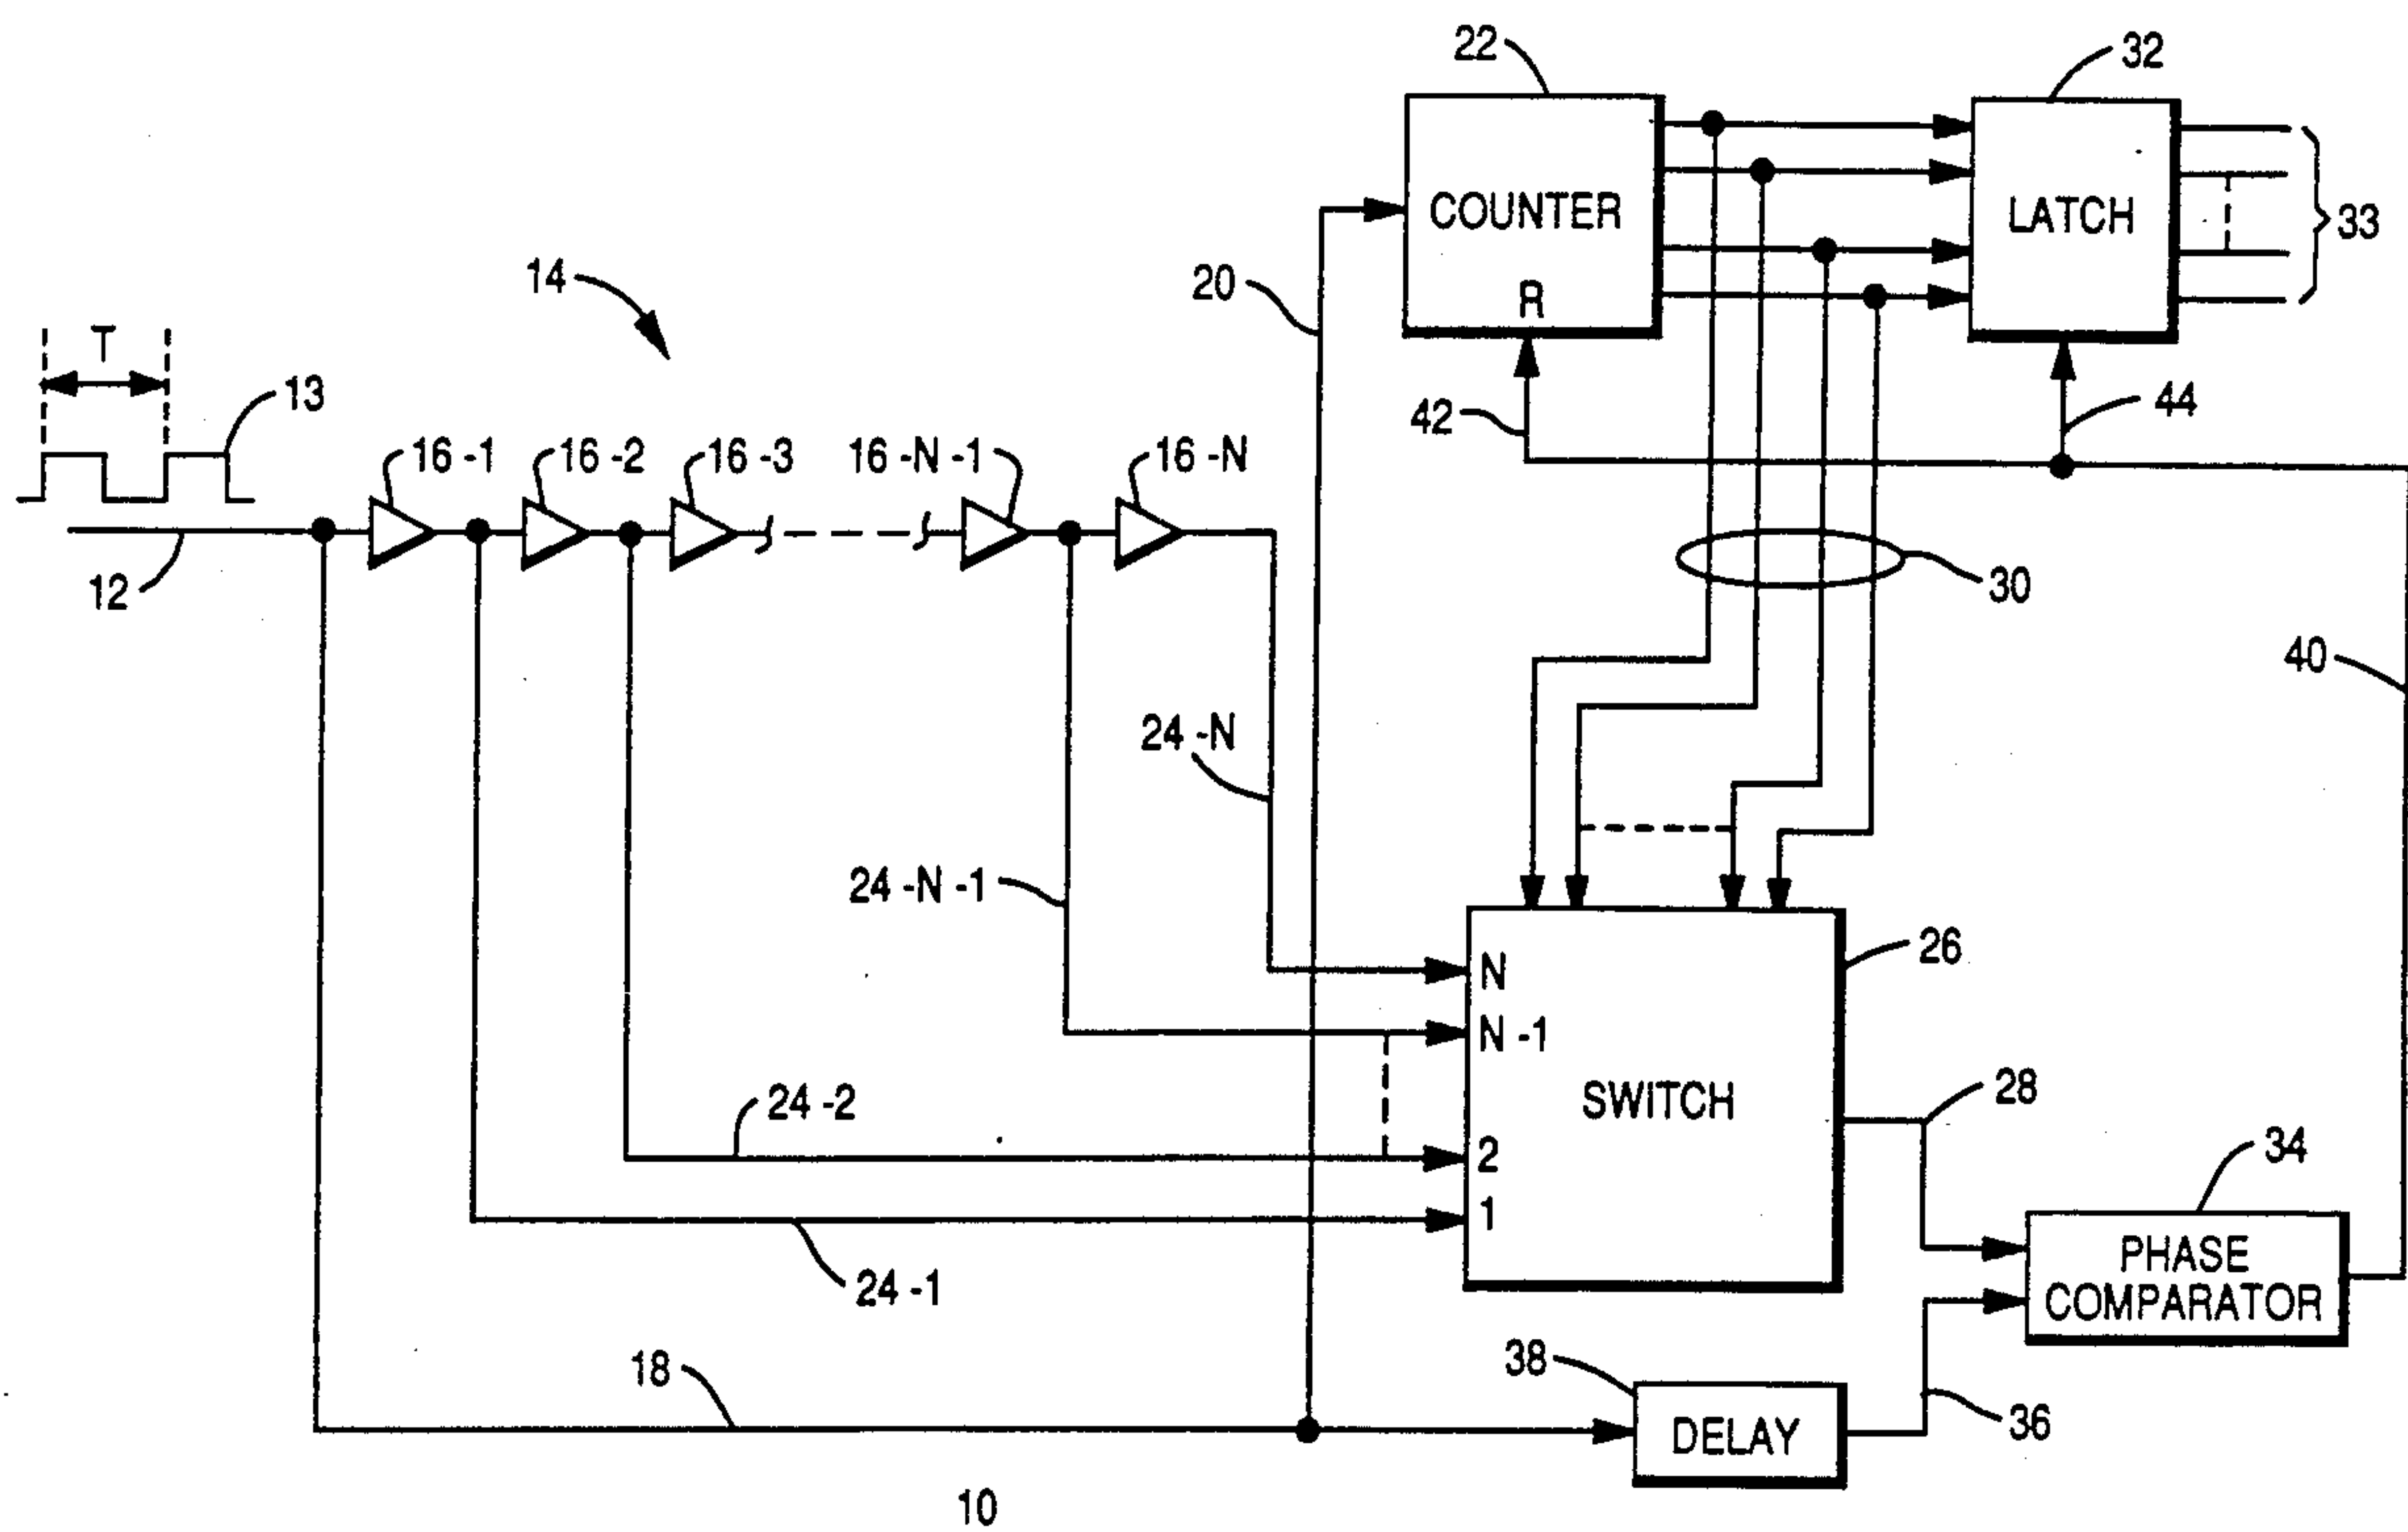 22
32
COUNTER
R
LATCH
33
20
14
T
13
42
44
16 -1
16 -2
16 -3
16 -N -1
16 -N
12
30
40
24 -N
24 -N -1
26
N
N -1
SWITCH
28
24 -2
2
34
1
PHASE
COMPARATOR
24 -1
18
38
DELAY
36
10